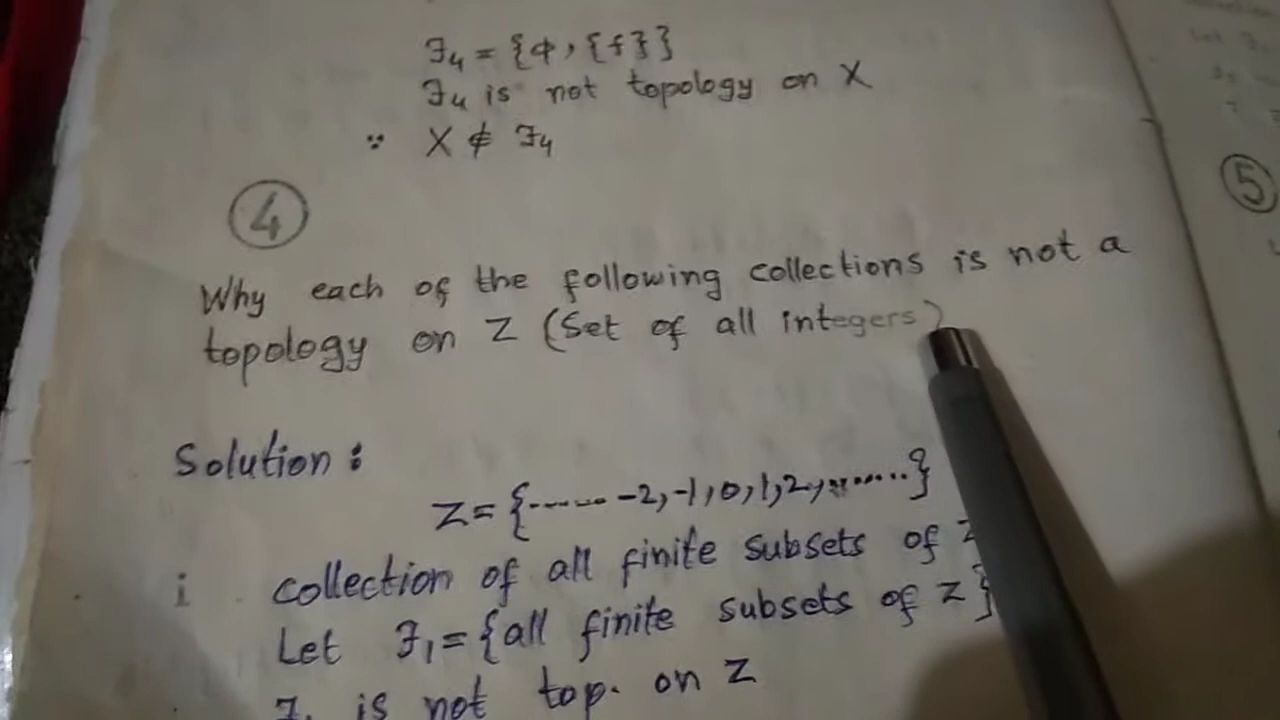 ℑ₄ = {φ, {f}}
ℑ₄ is not topology on X
∵ X ∉ ℑ₄
4
5
Why each of the following collections is not a
topology on Z (Set of all integers)
Solution :
Z = {...... -2, -1, 0, 1, 2, ........}
i collection of all finite subsets of Z
Let ℑ₁ = {all finite subsets of Z}
ℑ₁ is not top. on Z